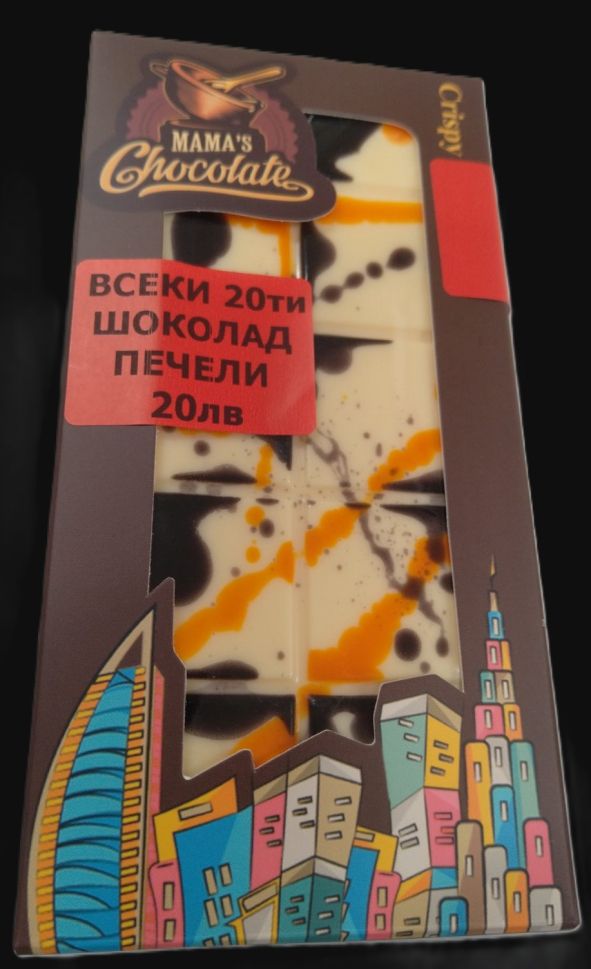 MAMA'S
Chocolate
Crispy
ВСЕКИ 20ти
ШОКОЛАД
ПЕЧЕЛИ
20лв